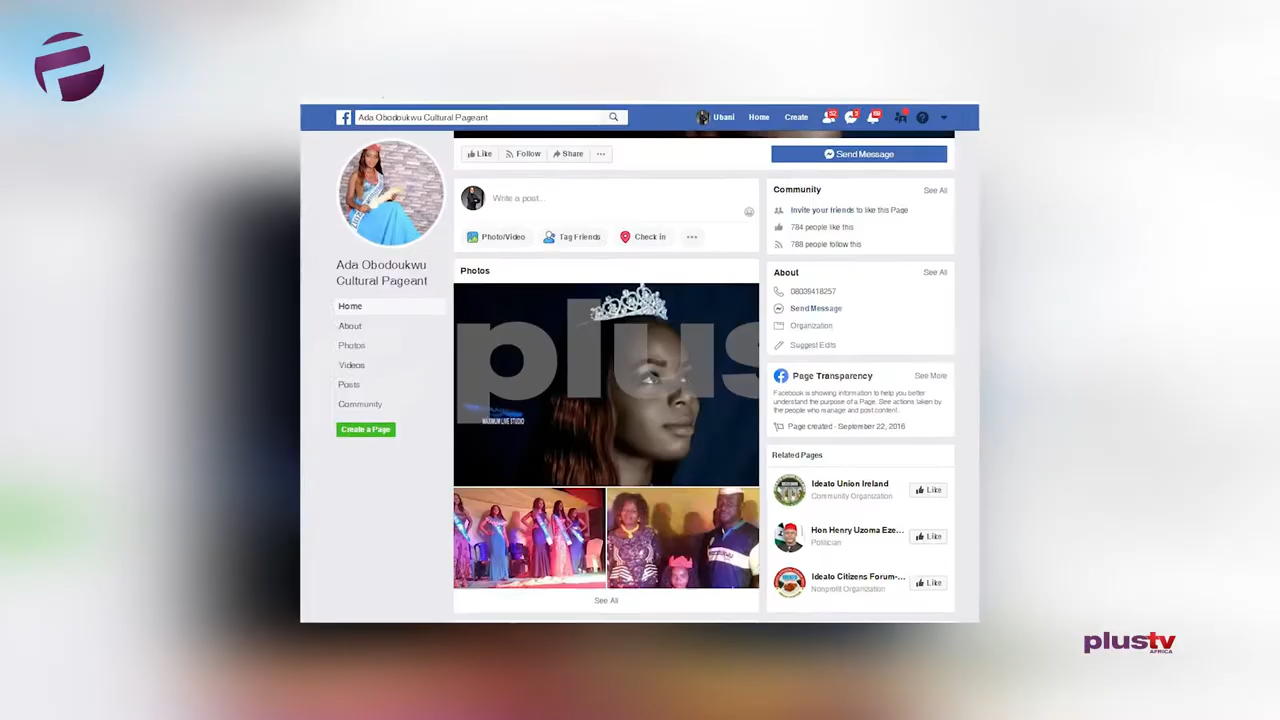 Ada Obodoukwu Cultural Pageant
Ubani
Home
Create
52
5
69
Like
Follow
Share
Send Message
Write a post...
Photo/Video
Tag Friends
Check in
Ada Obodoukwu
Cultural Pageant
Home
About
Photos
Videos
Posts
Community
Create a Page
Photos
plus
MAXIMUM LIVE STUDIO
See All
Community
See All
Invite your friends to like this Page
784 people like this
788 people follow this
About
See All
08039418257
Send Message
Organization
Suggest Edits
Page Transparency
See More
Facebook is showing information to help you better
understand the purpose of a Page. See actions taken by
the people who manage and post content.
Page created - September 22, 2016
Related Pages
Ideato Union Ireland
Community Organization
Like
Hon Henry Uzoma Eze...
Politician
Like
Ideato Citizens Forum-...
Nonprofit Organization
Like
plustv
AFRICA